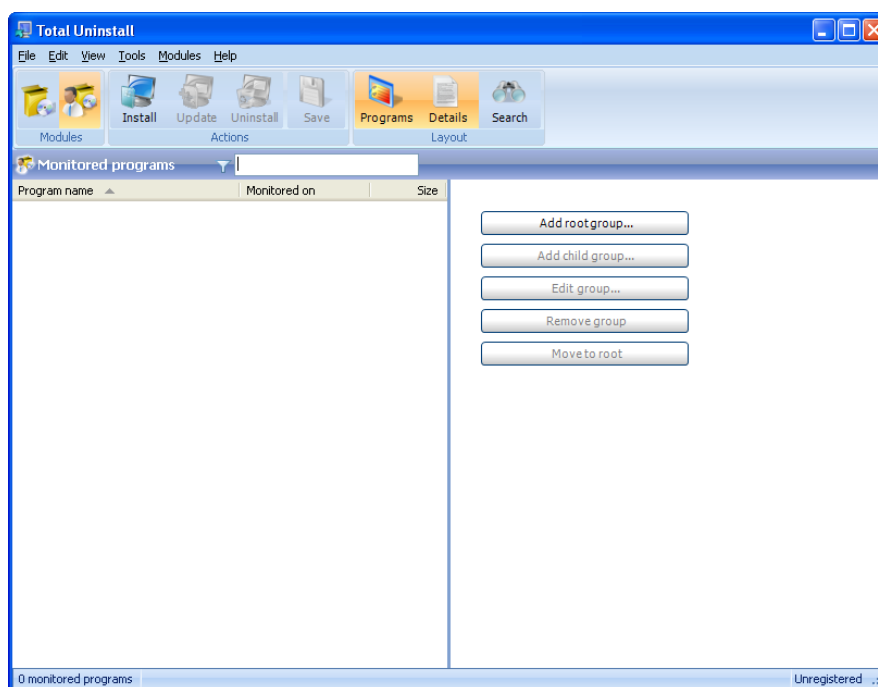 Total Uninstall
File Edit View Tools Modules Help
Install Update Uninstall Save Programs Details Search
Modules Actions Layout
Monitored programs
Program name Monitored on Size
Add root group...
Add child group...
Edit group...
Remove group
Move to root
0 monitored programs Unregistered